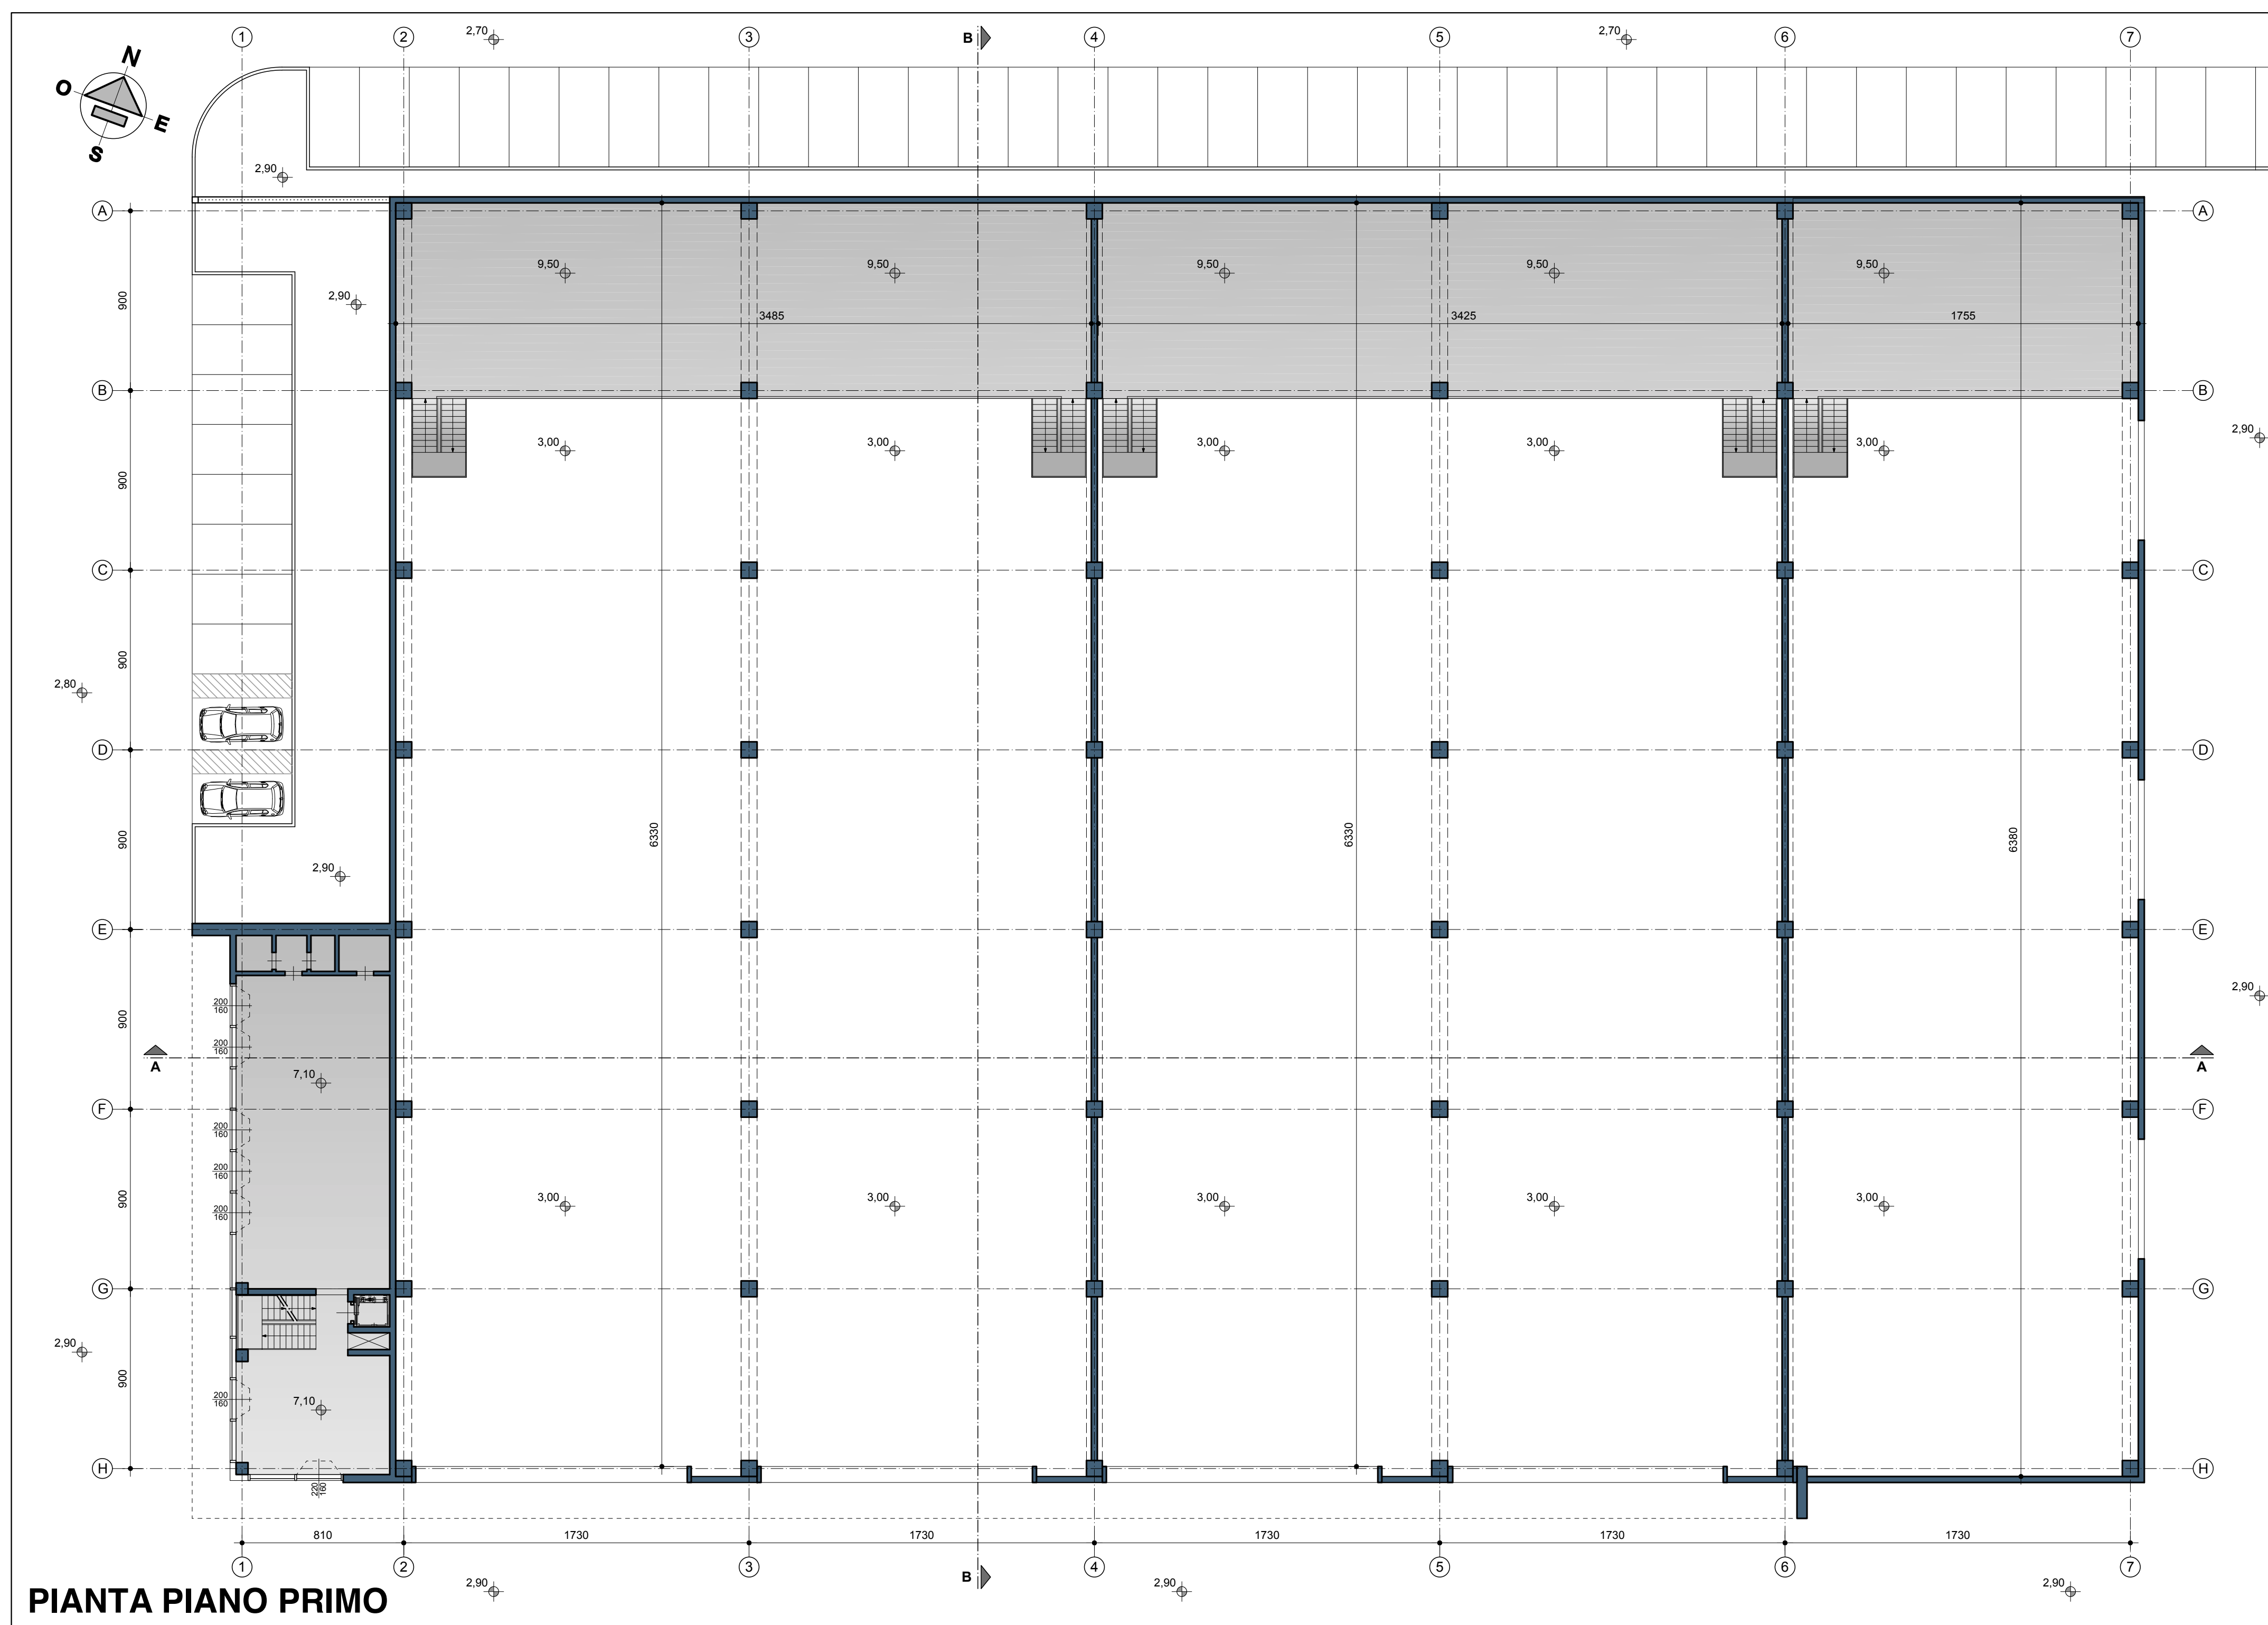 1 2 2,70 3 B 4 5 2,70 6 7
N
O
E
S
2,90
A A
9,50 9,50 9,50 9,50 9,50
2,90
900
3485 3425 1755
B B
2,90
3,00 3,00 3,00 3,00 3,00
900
C C
900
2,80
D D
900
6330 6330 6380
2,90
E E
2,90
200
160
900
200
160
A A
7,10
F F
200
160
200
160
900
3,00 3,00 3,00 3,00 3,00
200
160
G G
2,90
900
200
160
7,10
H H
220
160
810 1730 1730 1730 1730 1730
1 2 3 B 4 5 6 7
2,90 2,90 2,90
PIANTA PIANO PRIMO